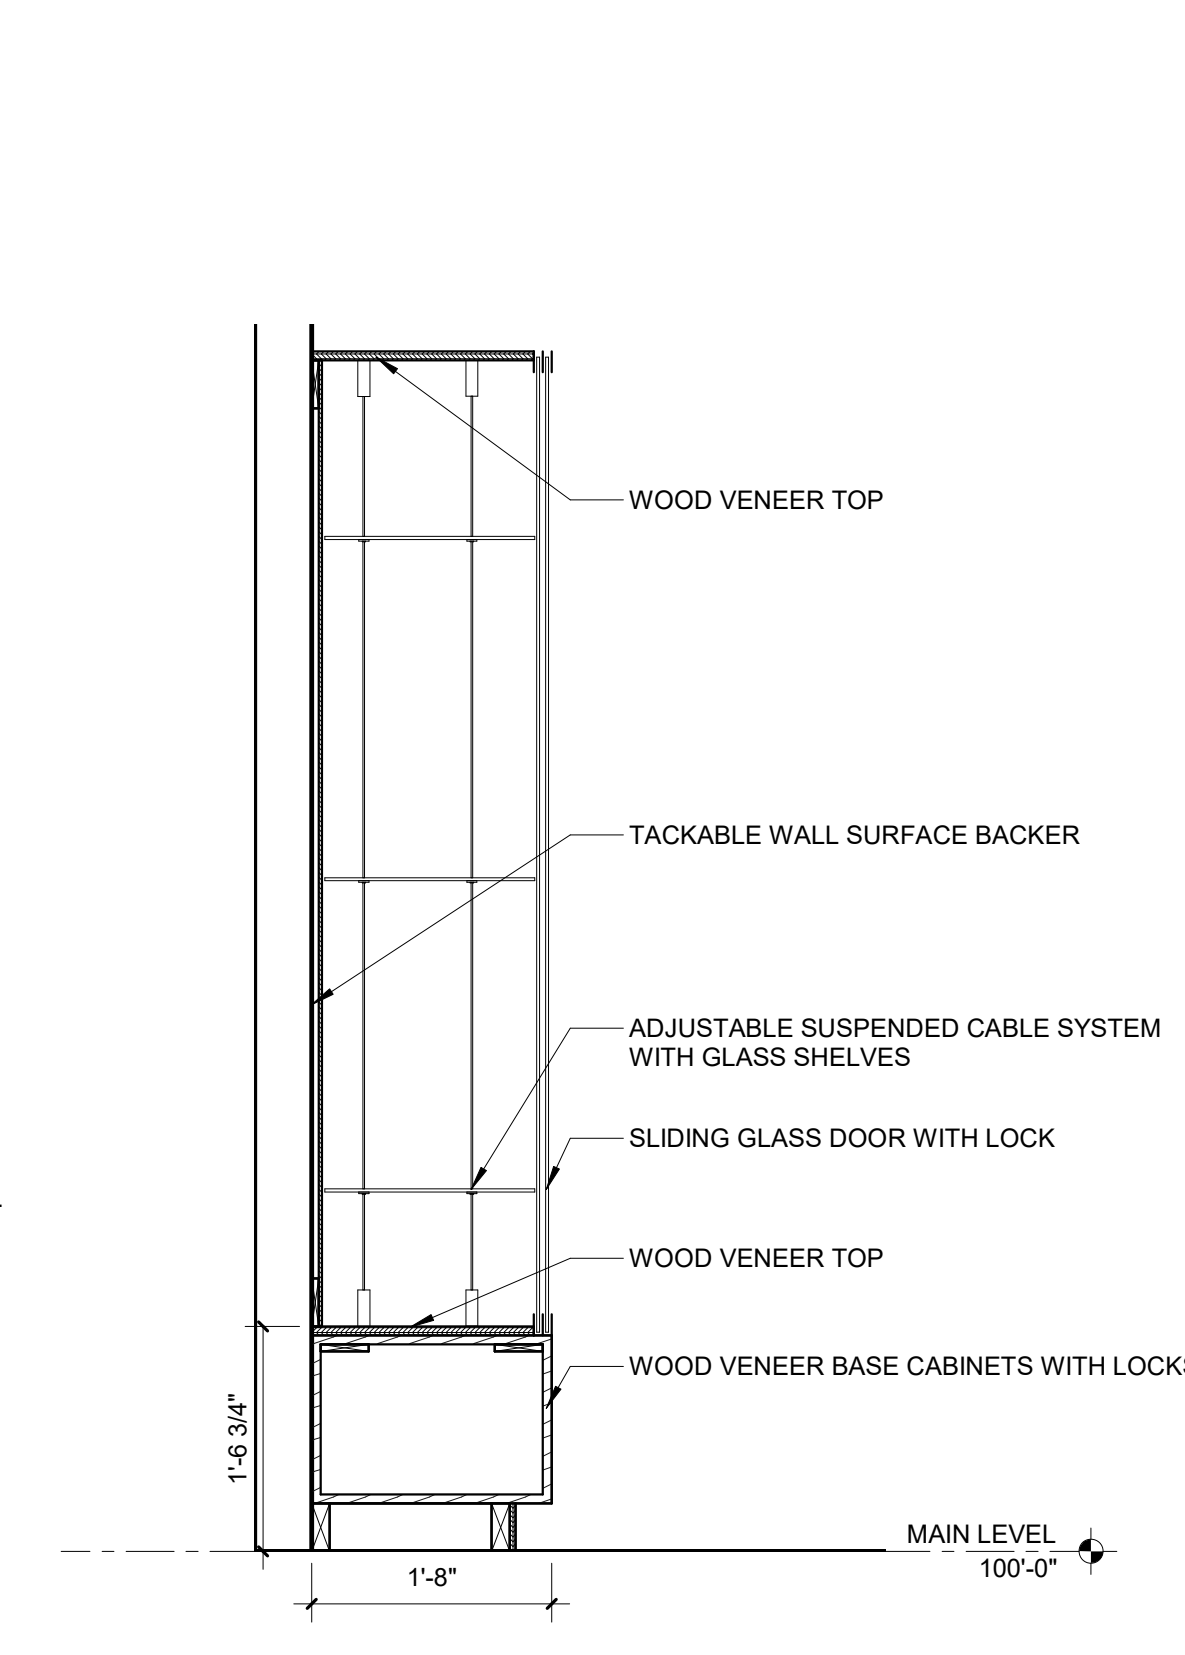 WOOD VENEER TOP
TACKABLE WALL SURFACE BACKER
ADJUSTABLE SUSPENDED CABLE SYSTEM
WITH GLASS SHELVES
SLIDING GLASS DOOR WITH LOCK
WOOD VENEER TOP
WOOD VENEER BASE CABINETS WITH LOCKS
1'-6 3/4"
MAIN LEVEL
100'-0"
1'-8"